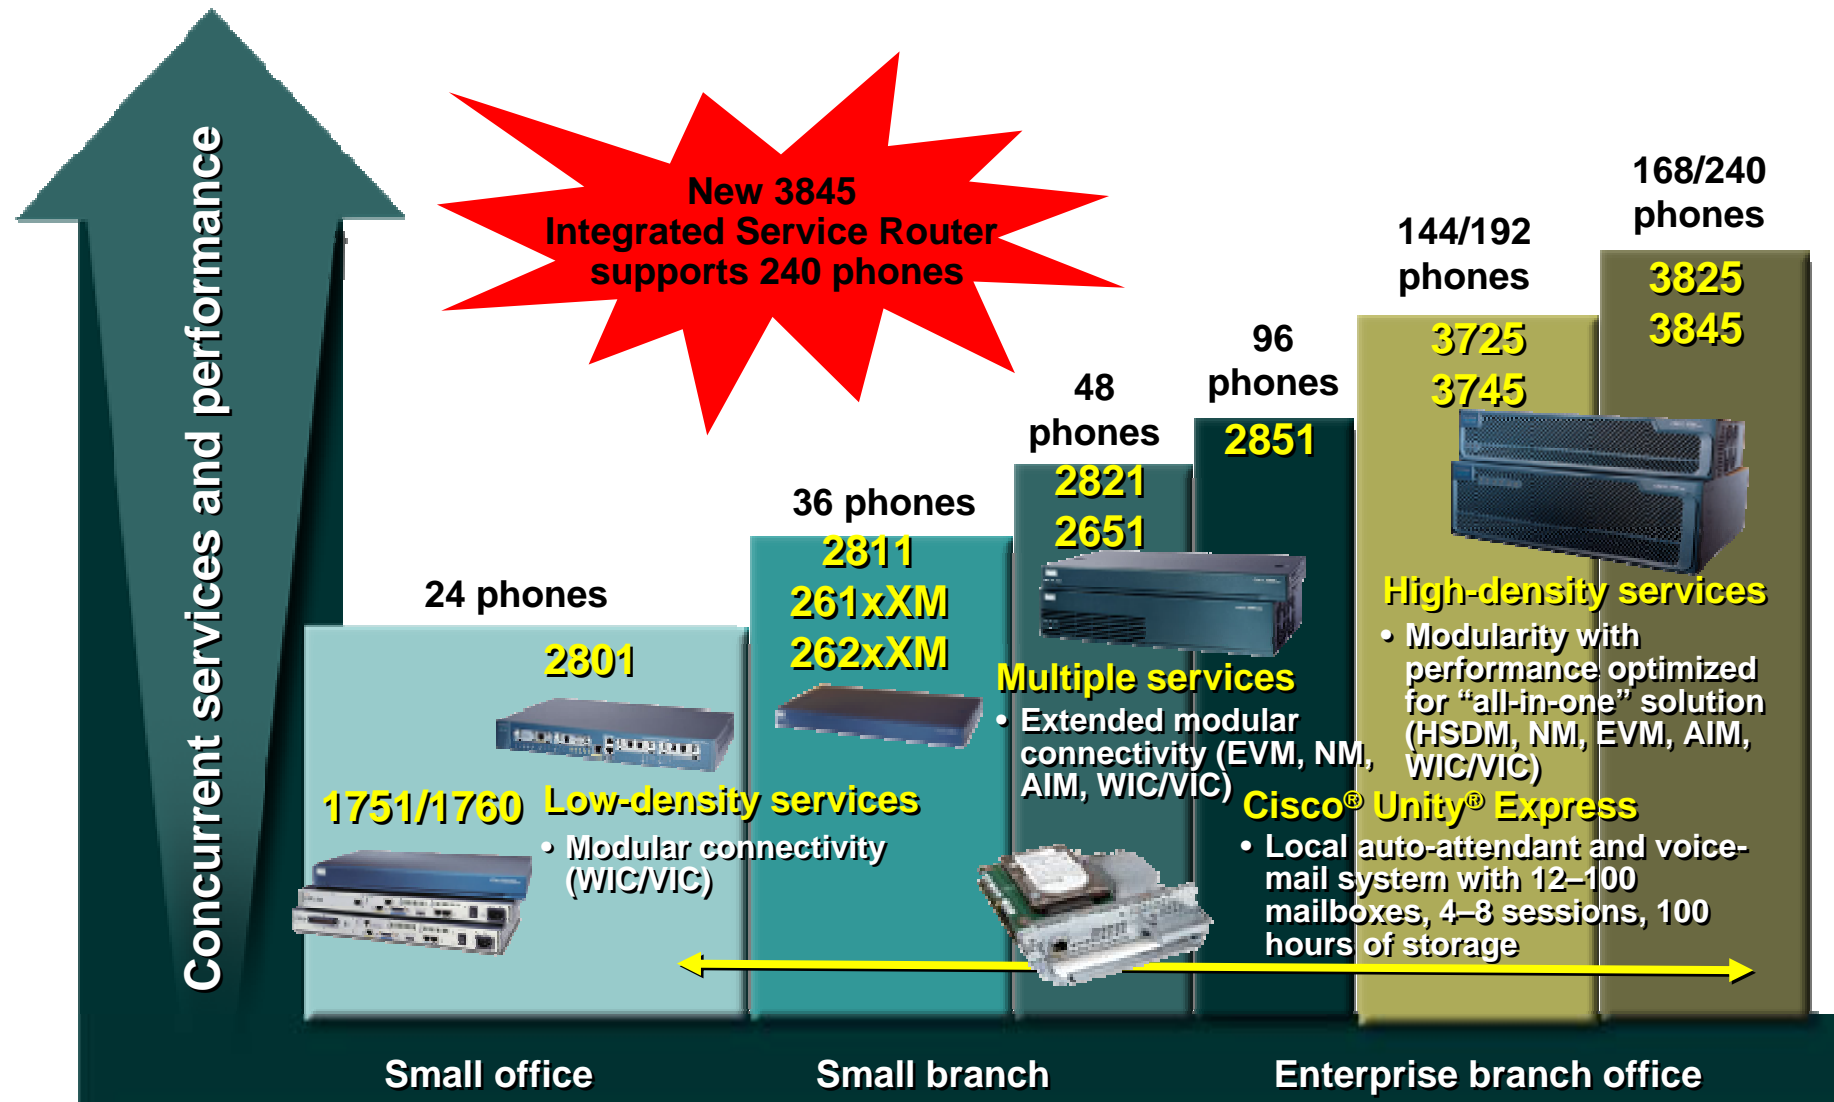 Concurrent services and performance
New 3845
Integrated Service Router
supports 240 phones
24 phones
2801
1751/1760
Low-density services
• Modular connectivity
(WIC/VIC)
36 phones
2811
261xXM
262xXM
48
phones
2821
2651
Multiple services
• Extended modular
connectivity (EVM, NM,
AIM, WIC/VIC)
96
phones
2851
144/192
phones
3725
3745
168/240
phones
3825
3845
High-density services
• Modularity with
performance optimized
for “all-in-one” solution
(HSDM, NM, EVM, AIM,
WIC/VIC)
Cisco® Unity® Express
• Local auto-attendant and voice-
mail system with 12–100
mailboxes, 4–8 sessions, 100
hours of storage
Small office
Small branch
Enterprise branch office